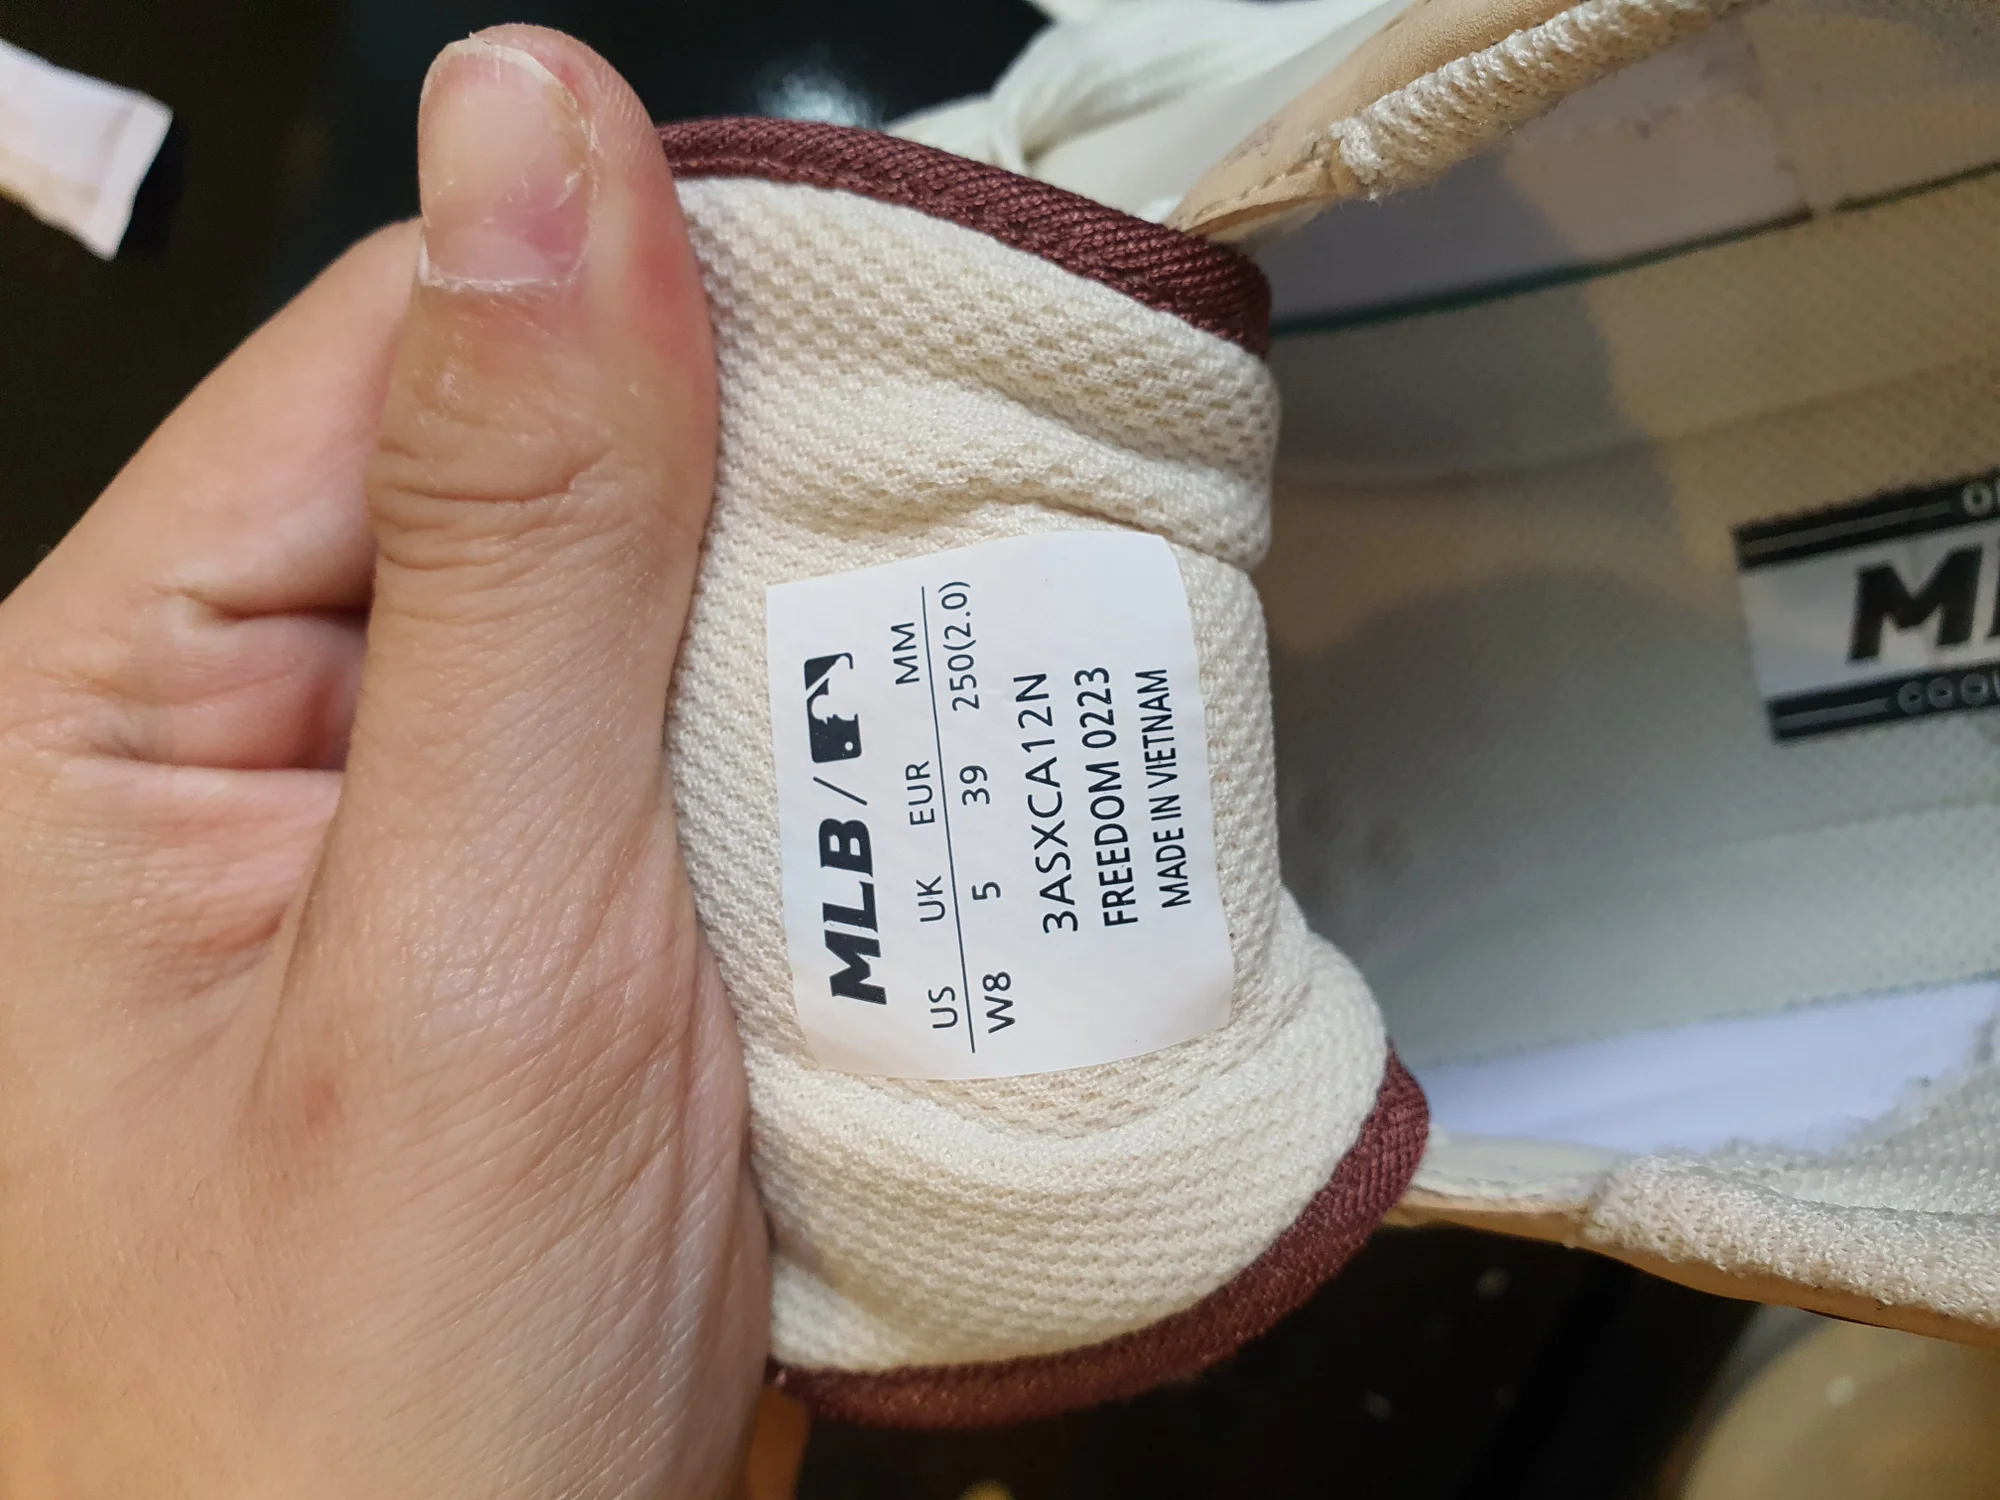 MLB /
US UK EUR MM
W8 5 39 250(2.0)
3ASXCA12N
FREEDOM 0223
MADE IN VIETNAM